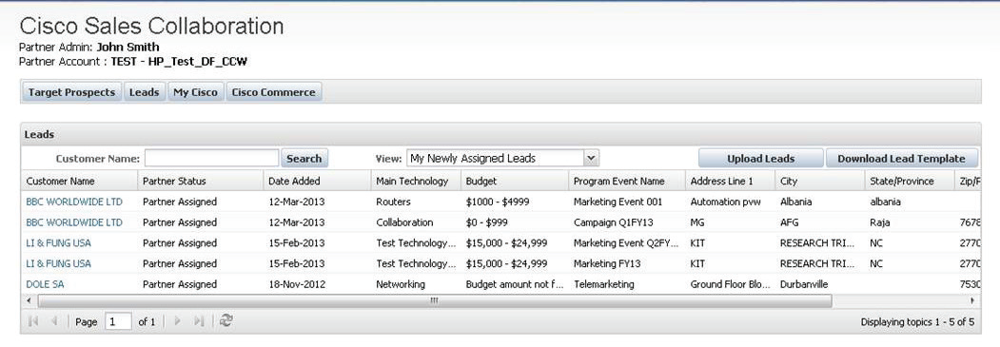 Cisco Sales Collaboration
Partner Admin: John Smith
Partner Account : TEST - HP_Test_DF_CCW
Target Prospects Leads My Cisco Cisco Commerce
Leads
Customer Name: Search View: My Newly Assigned Leads Upload Leads Download Lead Template
Customer Name Partner Status Date Added Main Technology Budget Program Event Name Address Line 1 City State/Province Zip/P
BBC WORLDWIDE LTD Partner Assigned 12-Mar-2013 Routers $1000 - $4999 Marketing Event 001 Automation pvw Albania albania
BBC WORLDWIDE LTD Partner Assigned 12-Mar-2013 Collaboration $0 - $999 Campaign Q1FY13 MG AFG Raja 7678
LI & FUNG USA Partner Assigned 15-Feb-2013 Test Technology... $15,000 - $24,999 Marketing Event Q2FY... KIT RESEARCH TRI... NC 2770
LI & FUNG USA Partner Assigned 15-Feb-2013 Test Technology... $15,000 - $24,999 Marketing FY13 KIT RESEARCH TRI... NC 2770
DOLE SA Partner Assigned 18-Nov-2012 Networking Budget amount not f... Telemarketing Ground Floor Blo... Durbanville 7530
Page 1 of 1 Displaying topics 1 - 5 of 5